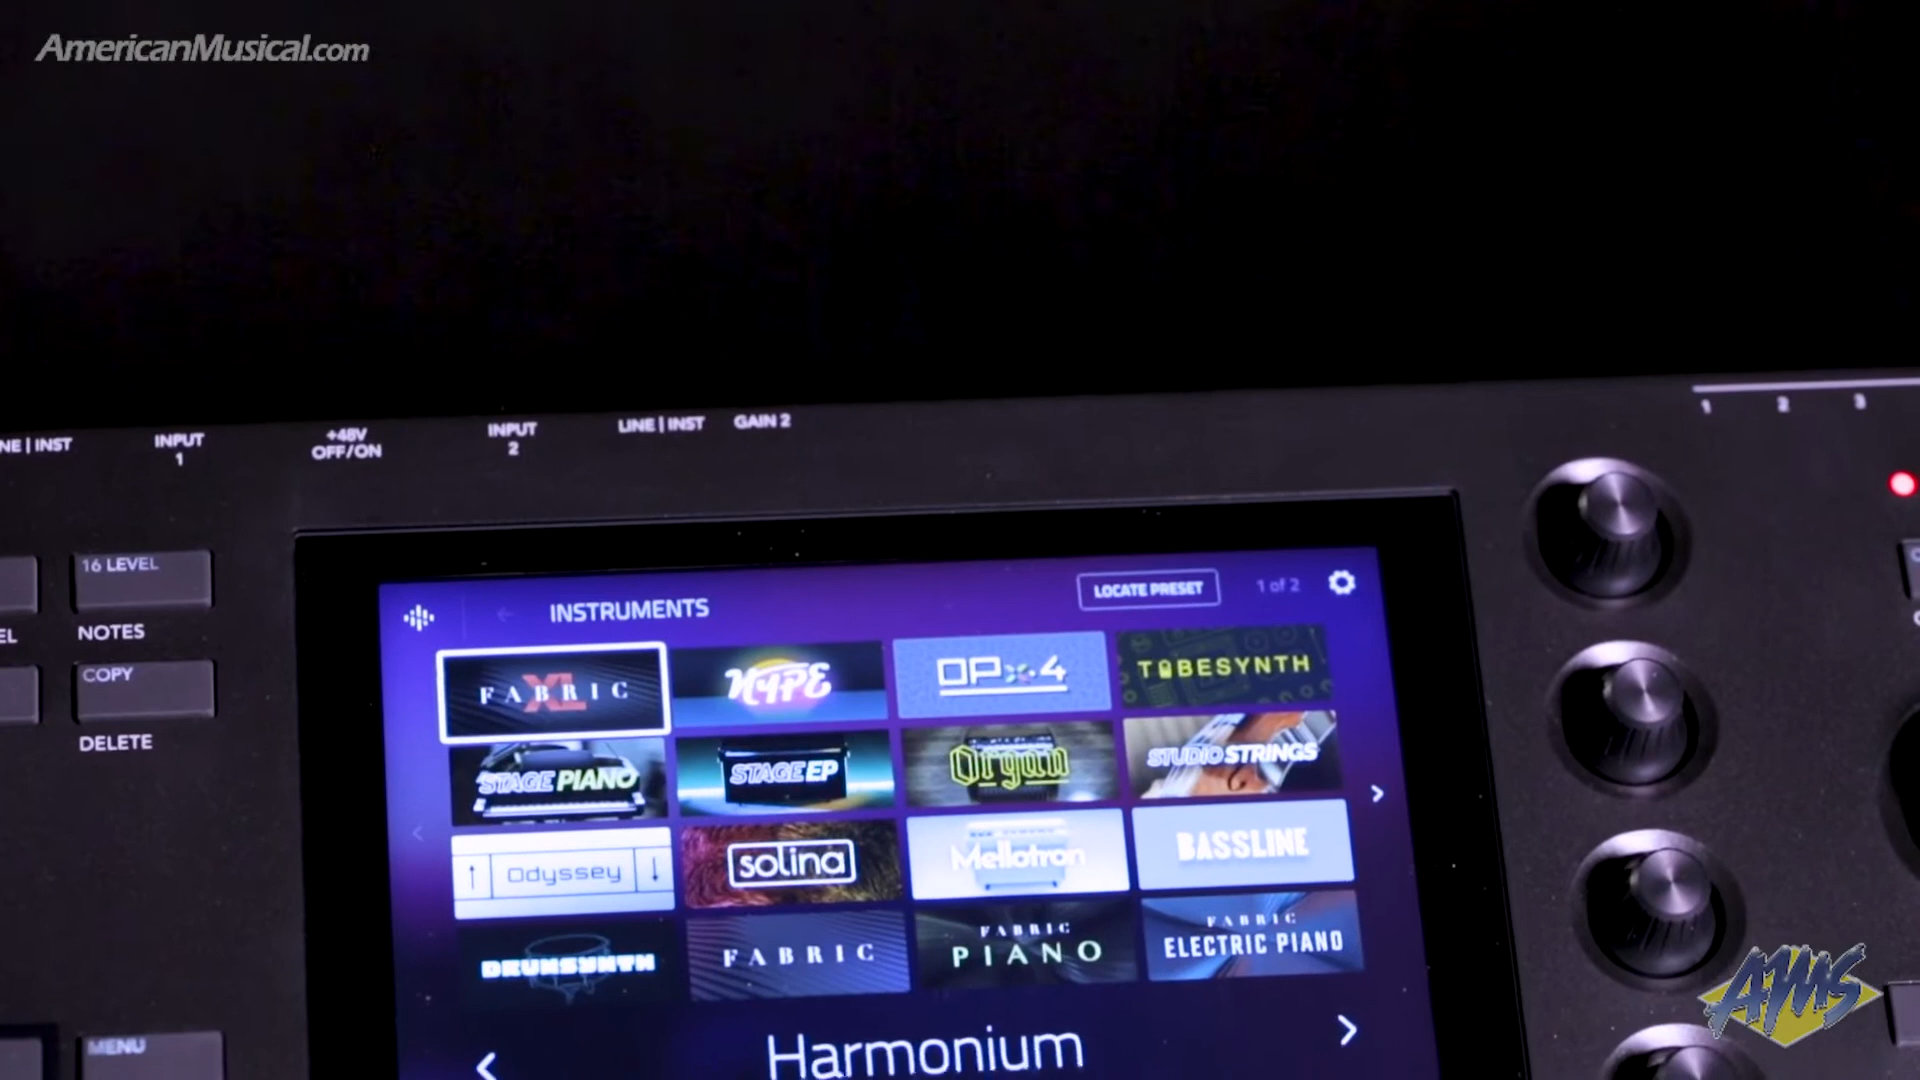 AmericanMusical.com
NE | INST
INPUT
1
+48V
OFF/ON
INPUT
2
LINE | INST
GAIN 2
1 2 3
16 LEVEL
NOTES
COPY
DELETE
MENU
EL
INSTRUMENTS
LOCATE PRESET
1 of 2
FABRIC XL
HYPE
OPx4
TUBESYNTH
STAGE PIANO
STAGE EP
Organ
STUDIO STRINGS
Odyssey
solina
Mellotron
BASSLINE
DRUMSYNTH
FABRIC
FABRIC
PIANO
FABRIC
ELECTRIC PIANO
Harmonium
AMS